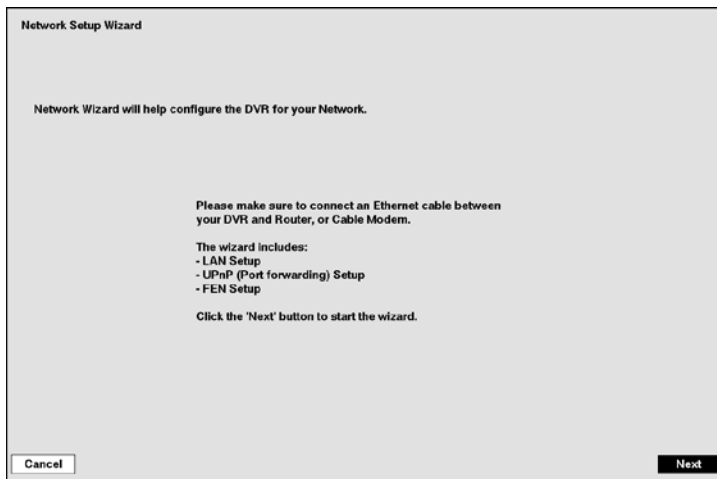 Network Setup Wizard
Network Wizard will help configure the DVR for your Network.
Please make sure to connect an Ethernet cable between
your DVR and Router, or Cable Modem.
The wizard includes:
- LAN Setup
- UPnP (Port forwarding) Setup
- FEN Setup
Click the 'Next' button to start the wizard.
Cancel
Next